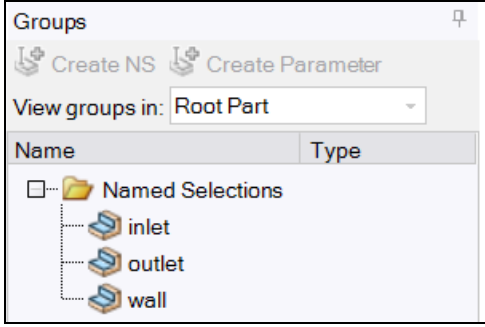 Groups
Create NS Create Parameter
View groups in: Root Part
Name Type
Named Selections
inlet
outlet
wall